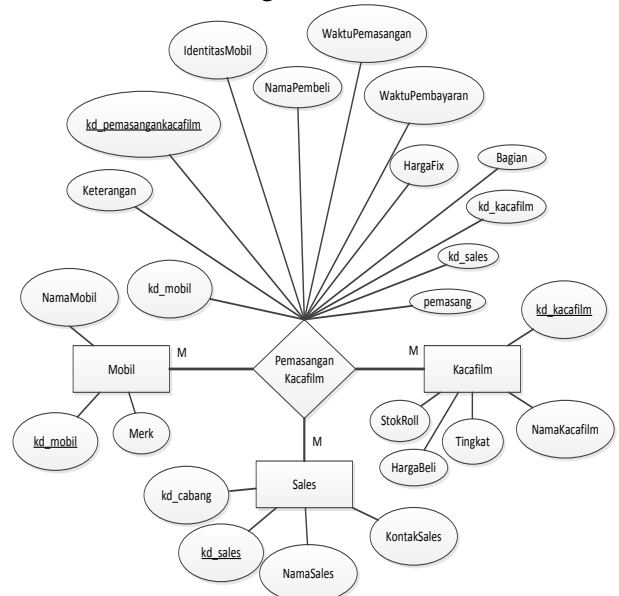 WaktuPemasangan
IdentitasMobil
NamaPembeli
WaktuPembayaran
kd_pemasangankacafilm
HargaFix
Bagian
Keterangan
kd_kacafilm
kd_sales
kd_mobil
NamaMobil
pemasang
kd_kacafilm
M
M
Pemasangan
Kacafilm
Mobil
Kacafilm
StokRoll
kd_mobil
Merk
Tingkat
NamaKacafilm
M
HargaBeli
Sales
kd_cabang
KontakSales
kd_sales
NamaSales